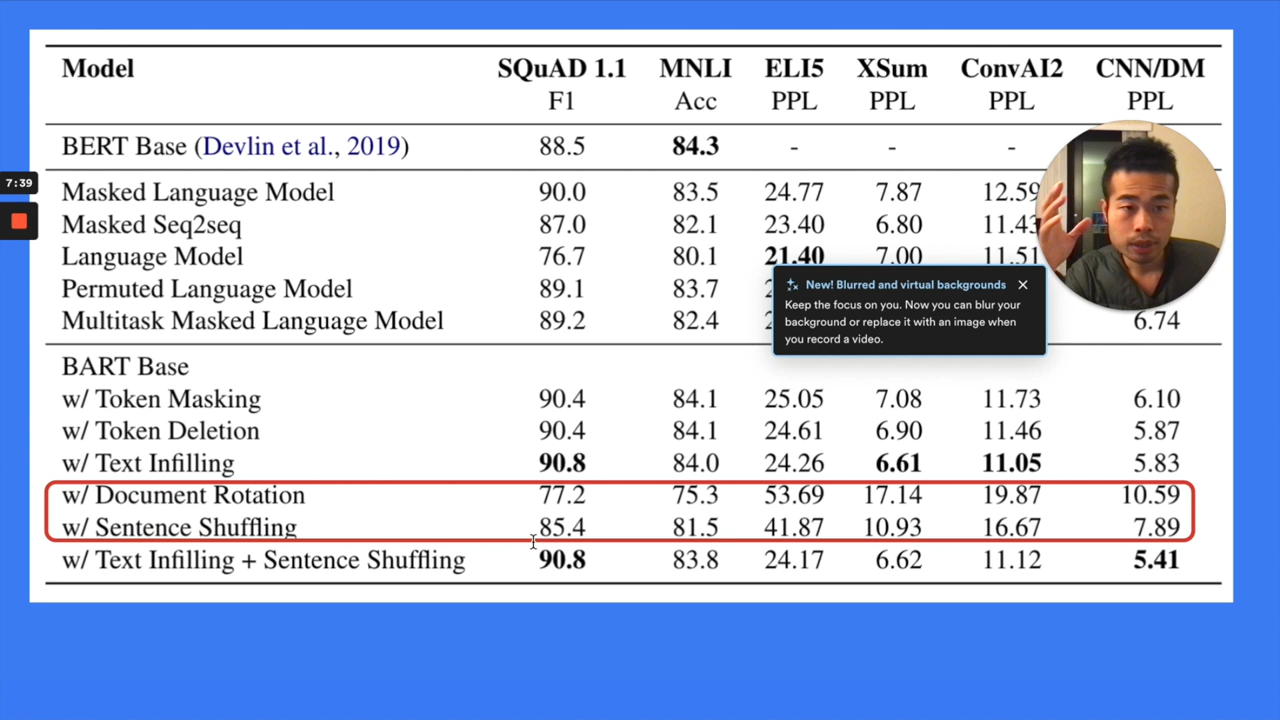 Model SQuAD 1.1 MNLI ELI5 XSum ConvAI2 CNN/DM
F1 Acc PPL PPL PPL PPL
BERT Base (Devlin et al., 2019) 88.5 84.3 - - -
7:39
Masked Language Model 90.0 83.5 24.77 7.87 12.59
Masked Seq2seq 87.0 82.1 23.40 6.80 11.43
Language Model 76.7 80.1 21.40 7.00 11.51
Permuted Language Model 89.1 83.7
Multitask Masked Language Model 89.2 82.4 6.74
New! Blurred and virtual backgrounds
Keep the focus on you. Now you can blur your
background or replace it with an image when
you record a video.
BART Base
w/ Token Masking 90.4 84.1 25.05 7.08 11.73 6.10
w/ Token Deletion 90.4 84.1 24.61 6.90 11.46 5.87
w/ Text Infilling 90.8 84.0 24.26 6.61 11.05 5.83
w/ Document Rotation 77.2 75.3 53.69 17.14 19.87 10.59
w/ Sentence Shuffling 85.4 81.5 41.87 10.93 16.67 7.89
w/ Text Infilling + Sentence Shuffling 90.8 83.8 24.17 6.62 11.12 5.41